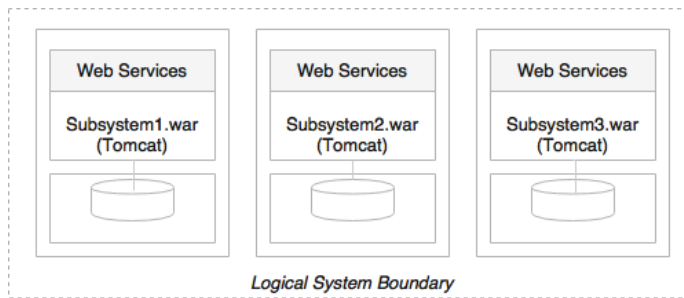 Web Services
Subsystem1.war
(Tomcat)
Web Services
Subsystem2.war
(Tomcat)
Web Services
Subsystem3.war
(Tomcat)
Logical System Boundary